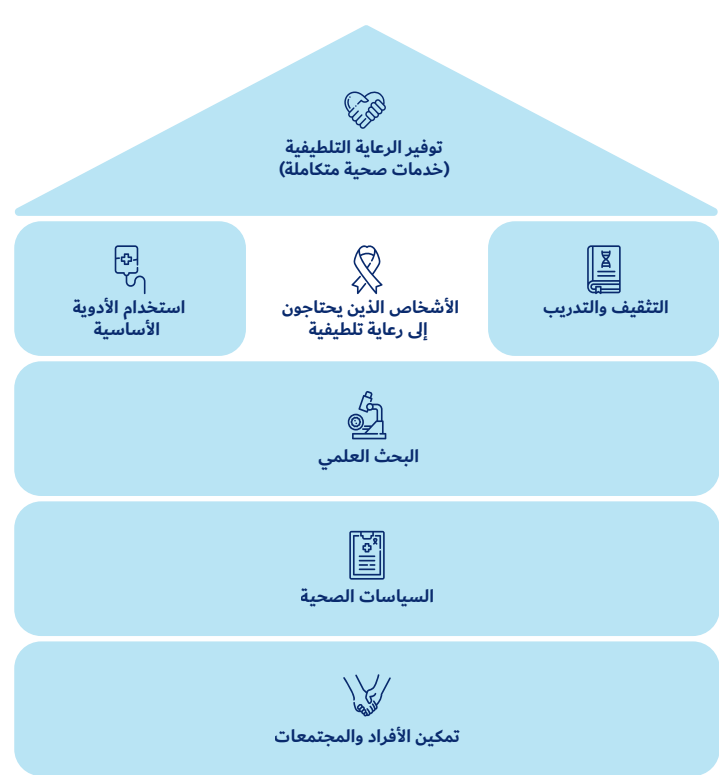 توفير الرعاية التلطيفية
(خدمات صحية متكاملة)
التثقيف والتدريب
الأشخاص الذين يحتاجون
إلى رعاية تلطيفية
استخدام الأدوية
الأساسية
البحث العلمي
السياسات الصحية
تمكين الأفراد والمجتمعات